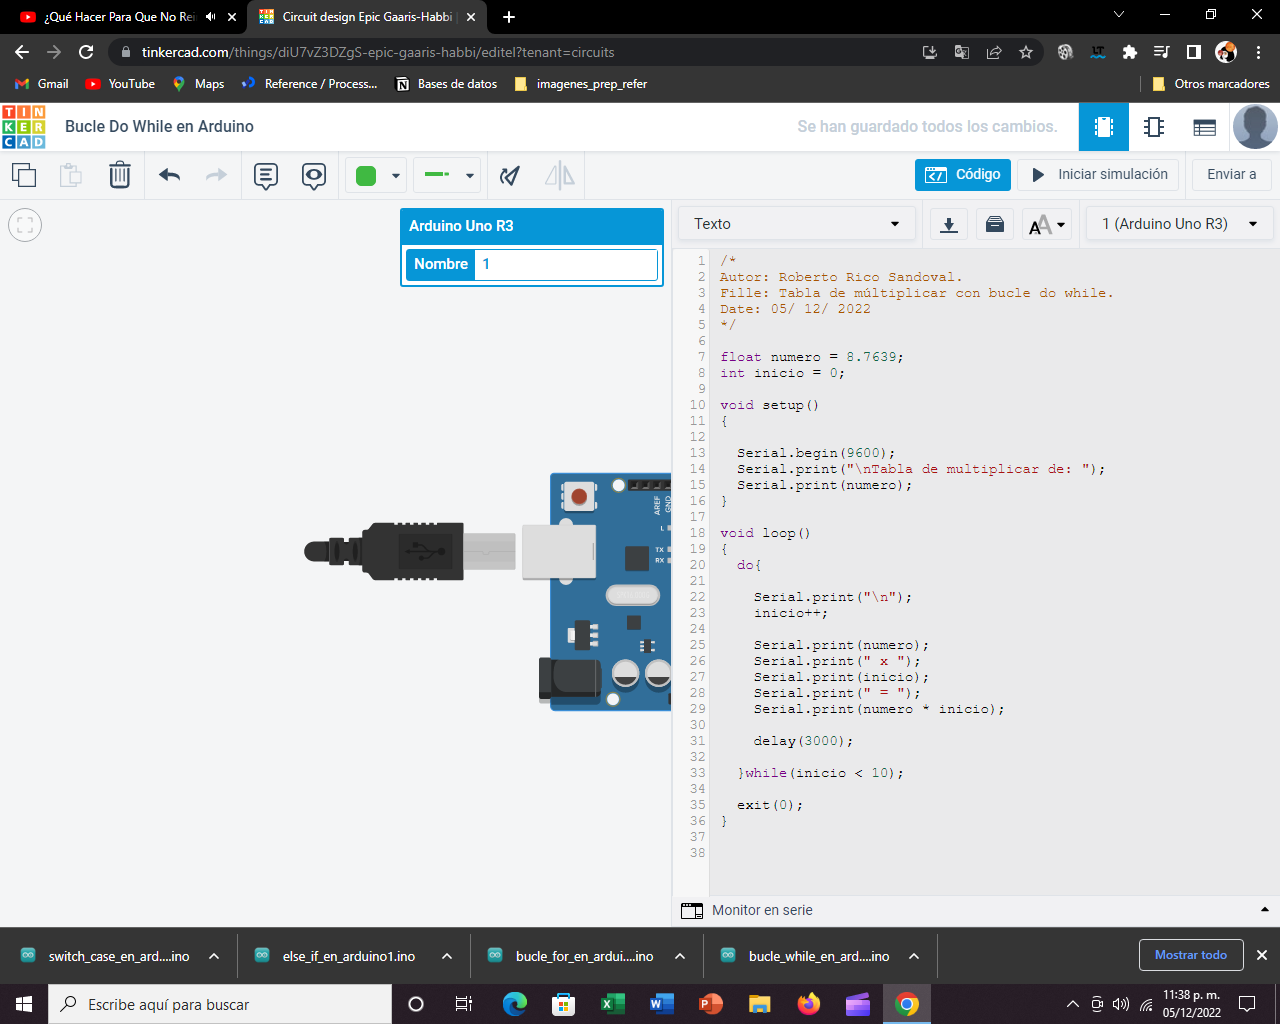 ¿Qué Hacer Para Que No Rei
Circuit design Epic Gaaris-Habbi
tinkercad.com/things/diU7vZ3DZgS-epic-gaaris-habbi/editel?tenant=circuits
Gmail YouTube Maps Reference / Process... Bases de datos imagenes_prep_refer Otros marcadores
TIN
KER
CAD
Bucle Do While en Arduino
Se han guardado todos los cambios.
Código Iniciar simulación Enviar a
Arduino Uno R3
Nombre 1
Texto
1 (Arduino Uno R3)
1 /*
2 Autor: Roberto Rico Sandoval.
3 Fille: Tabla de múltiplicar con bucle do while.
4 Date: 05/ 12/ 2022
5 */
6
7 float numero = 8.7639;
8 int inicio = 0;
9
10 void setup()
11 {
12
13 Serial.begin(9600);
14 Serial.print("\nTabla de multiplicar de: ");
15 Serial.print(numero);
16 }
17
18 void loop()
19 {
20 do{
21
22 Serial.print("\n");
23 inicio++;
24
25 Serial.print(numero);
26 Serial.print(" x ");
27 Serial.print(inicio);
28 Serial.print(" = ");
29 Serial.print(numero * inicio);
30
31 delay(3000);
32
33 }while(inicio < 10);
34
35 exit(0);
36 }
37
38
AREF
GND
L
TX
RX
Monitor en serie
switch_case_en_ard....ino else_if_en_arduino1.ino bucle_for_en_ardui....ino bucle_while_en_ard....ino Mostrar todo
Escribe aquí para buscar
11:38 p. m.
05/12/2022